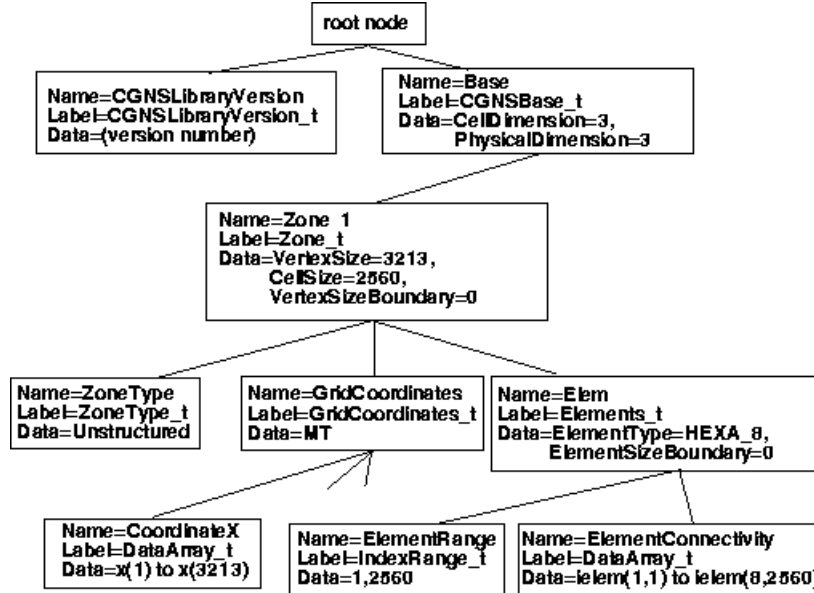 root node
Name=CGNSLibraryVersion
Label=CGNSLibraryVersion_t
Data=(version number)
Name=Base
Label=CGNSBase_t
Data=CellDimension=3,
PhysicalDimension=3
Name=Zone 1
Label=Zone_t
Data=VertexSize=3213,
CellSize=2560,
VertexSizeBoundary=0
Name=ZoneType
Label=ZoneType_t
Data=Unstructured
Name=GridCoordinates
Label=GridCoordinates_t
Data=MT
Name=Elem
Label=Elements_t
Data=ElementType=HEXA_8,
ElementSizeBoundary=0
Name=CoordinateX
Label=DataArray_t
Data=x(1) to x(3213)
Name=ElementRange
Label=IndexRange_t
Data=1,2560
Name=ElementConnectivity
Label=DataArray_t
Data=ielem(1,1) to ielem(8,2560)